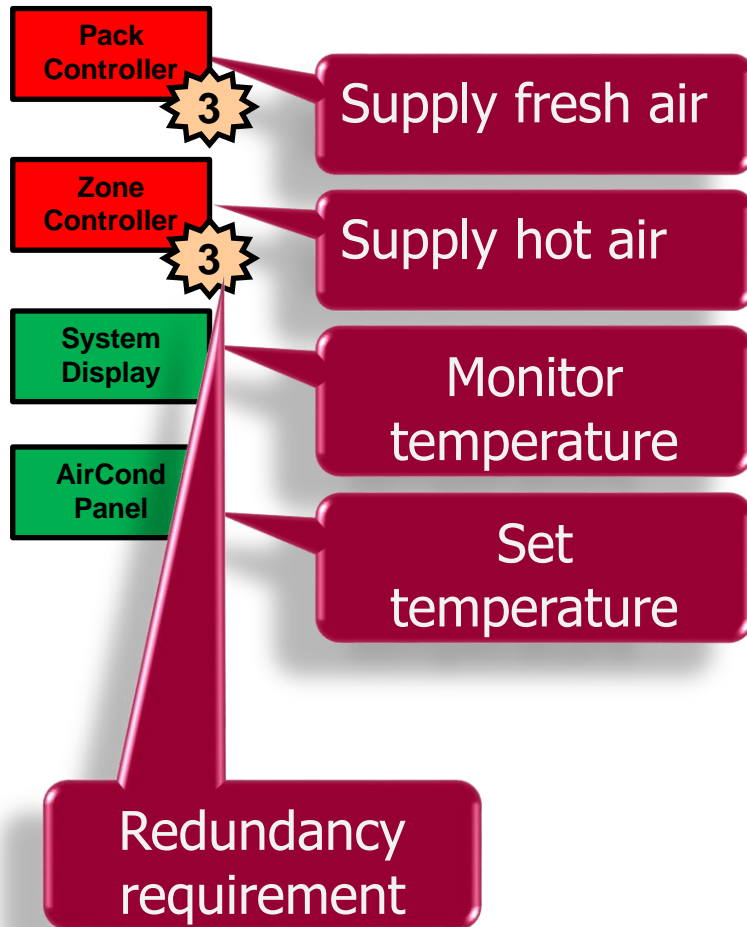 Pack
Controller
3
Supply fresh air
Zone
Controller
3
Supply hot air
System
Display
Monitor
temperature
AirCond
Panel
Set
temperature
Redundancy
requirement